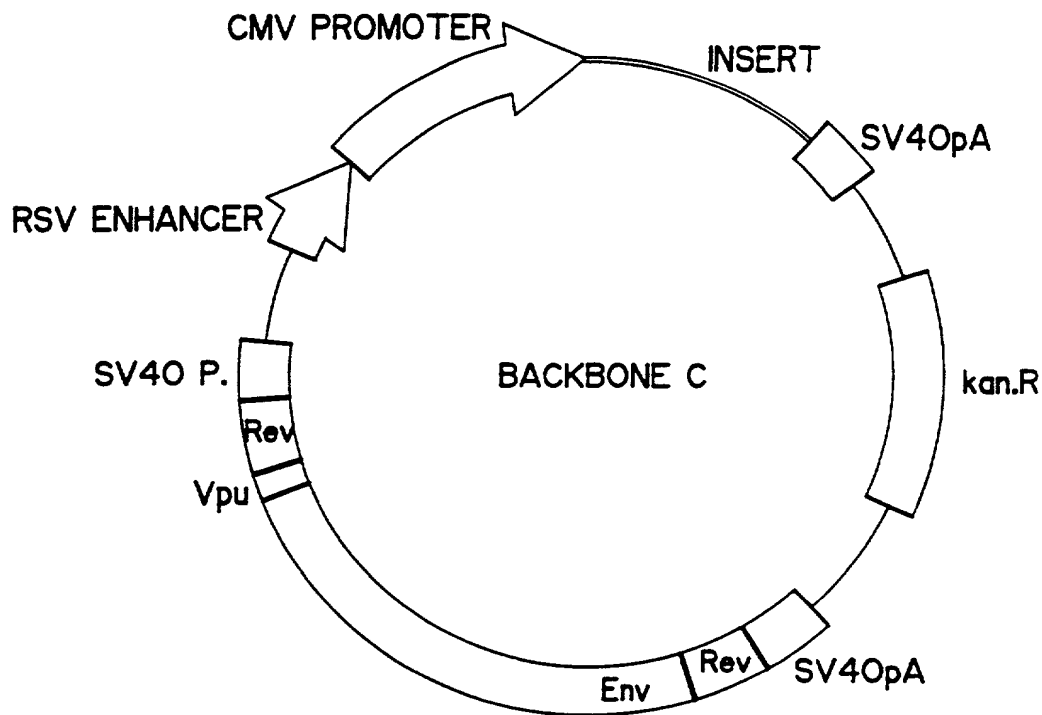 CMV PROMOTER
INSERT
SV40pA
RSV ENHANCER
SV40 P.
BACKBONE C
kan.R
Rev
Vpu
Rev
SV40pA
Env